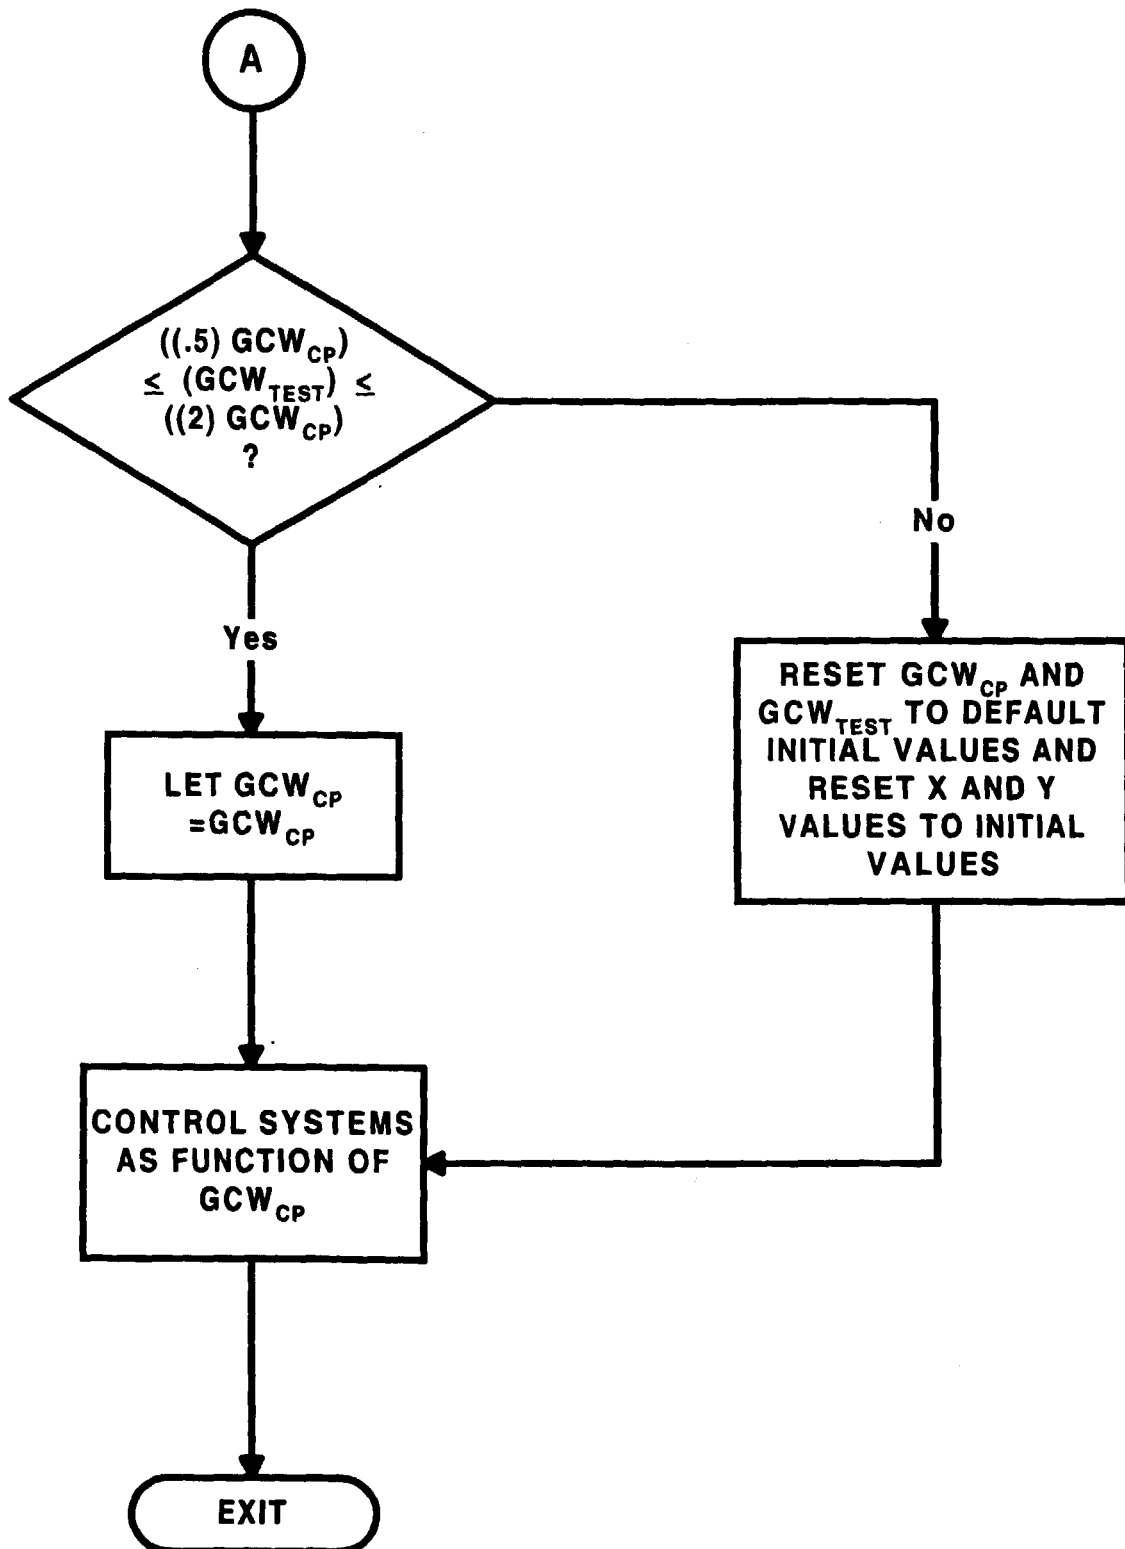 A
((.5) GCW_CP)
≤ (GCW_TEST) ≤
((2) GCW_CP)
?
No
Yes
RESET GCW_CP AND
GCW_TEST TO DEFAULT
INITIAL VALUES AND
RESET X AND Y
VALUES TO INITIAL
VALUES
LET GCW_CP
=GCW_CP
CONTROL SYSTEMS
AS FUNCTION OF
GCW_CP
EXIT